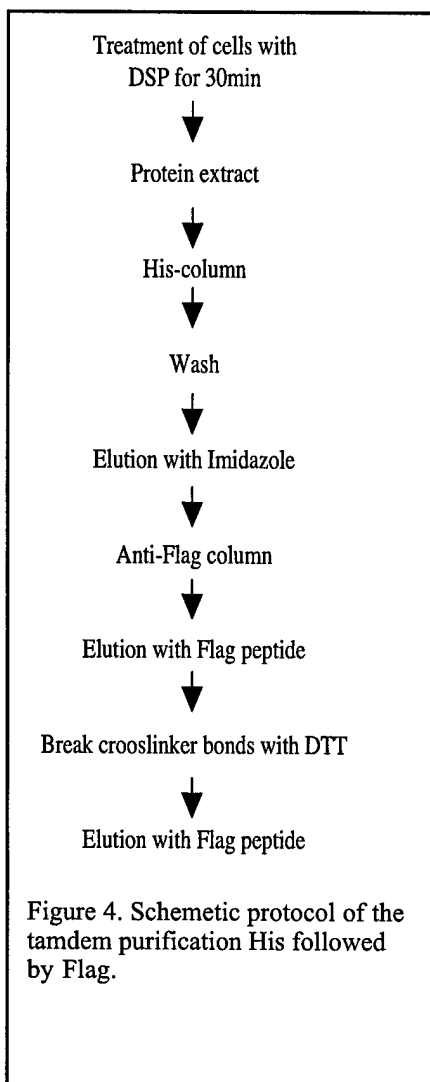 Treatment of cells with
DSP for 30min
Protein extract
His-column
Wash
Elution with Imidazole
Anti-Flag column
Elution with Flag peptide
Break crooslinker bonds with DTT
Elution with Flag peptide
Figure 4. Schemetic protocol of the
tamdem purification His followed
by Flag.